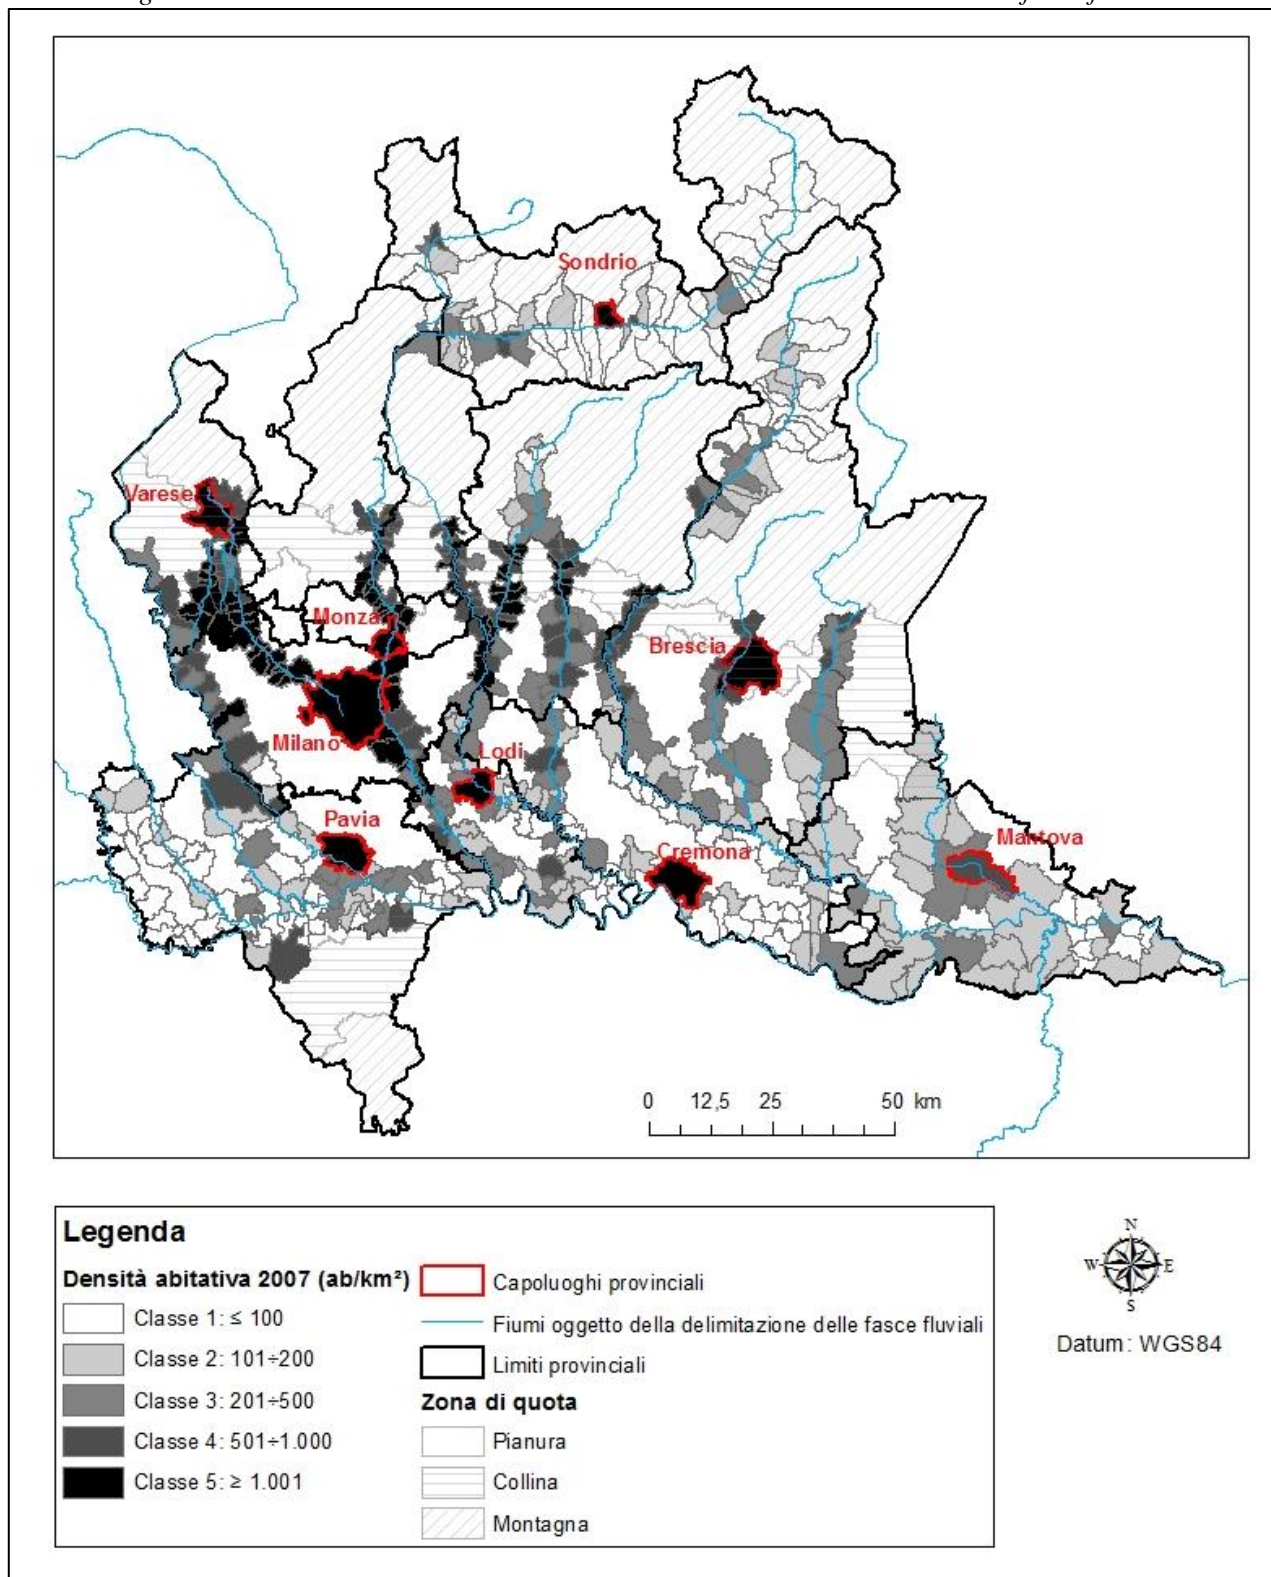 Sondrio
Varese
Monza
Brescia
Milano
Lodi
Pavia
Cremona
Mantova
0 12,5 25 50 km
Legenda
Densità abitativa 2007 (ab/km²)
Classe 1: ≤ 100
Classe 2: 101÷200
Classe 3: 201÷500
Classe 4: 501÷1.000
Classe 5: ≥ 1.001
Capoluoghi provinciali
Fiumi oggetto della delimitazione delle fasce fluviali
Limiti provinciali
Zona di quota
Pianura
Collina
Montagna
N
W E
S
Datum: WGS84